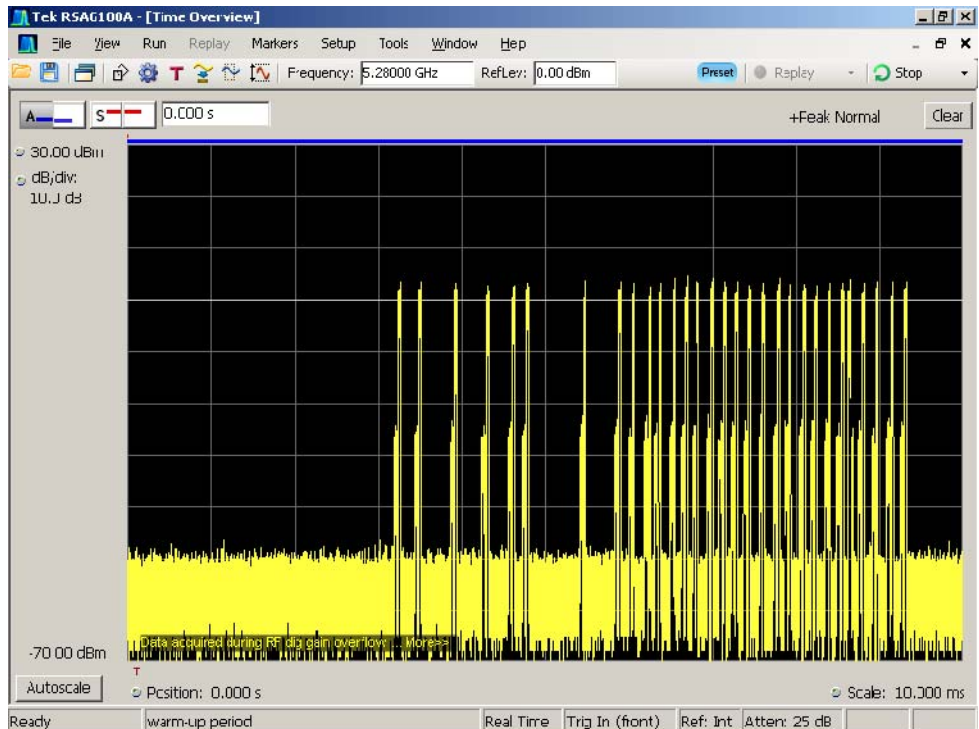 Tek RSA6100A - [Time Overview]
File View Run Replay Markers Setup Tools Window Help
Frequency: 5.28000 GHz RefLev: 0.00 dBm Preset Replay Stop
A S 0.000 s +Peak Normal Clear
30.00 dBm
dB/div:
10.0 dB
Data acquired during RF dig gain overflow ... More>>
-70.00 dBm
T
Autoscale Position: 0.000 s Scale: 10.000 ms
Ready warm-up period Real Time Trig In (front) Ref: Int Atten: 25 dB